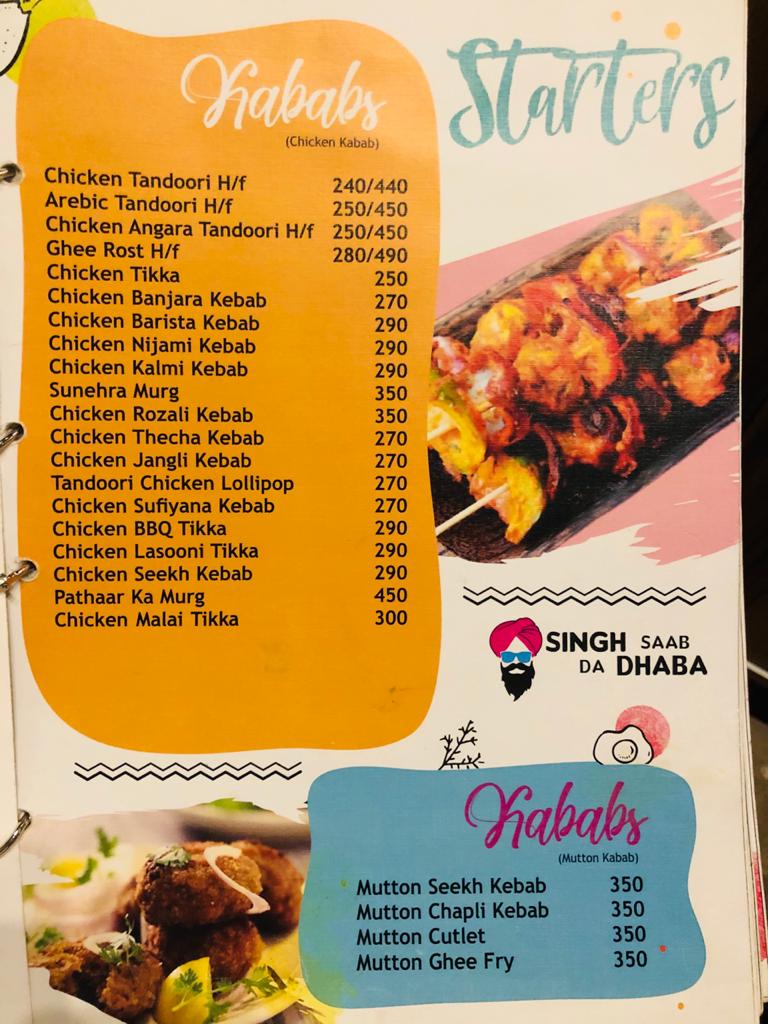 Starters
Kababs
(Chicken Kabab)
Chicken Tandoori H/f 240/440
Arebic Tandoori H/f 250/450
Chicken Angara Tandoori H/f 250/450
Ghee Rost H/f 280/490
Chicken Tikka 250
Chicken Banjara Kebab 270
Chicken Barista Kebab 290
Chicken Nijami Kebab 290
Chicken Kalmi Kebab 290
Sunehra Murg 350
Chicken Rozali Kebab 350
Chicken Thecha Kebab 270
Chicken Jangli Kebab 270
Tandoori Chicken Lollipop 270
Chicken Sufiyana Kebab 270
Chicken BBQ Tikka 290
Chicken Lasooni Tikka 290
Chicken Seekh Kebab 290
Pathaar Ka Murg 450
Chicken Malai Tikka 300
SINGH SAAB
DA DHABA
Kababs
(Mutton Kabab)
Mutton Seekh Kebab 350
Mutton Chapli Kebab 350
Mutton Cutlet 350
Mutton Ghee Fry 350